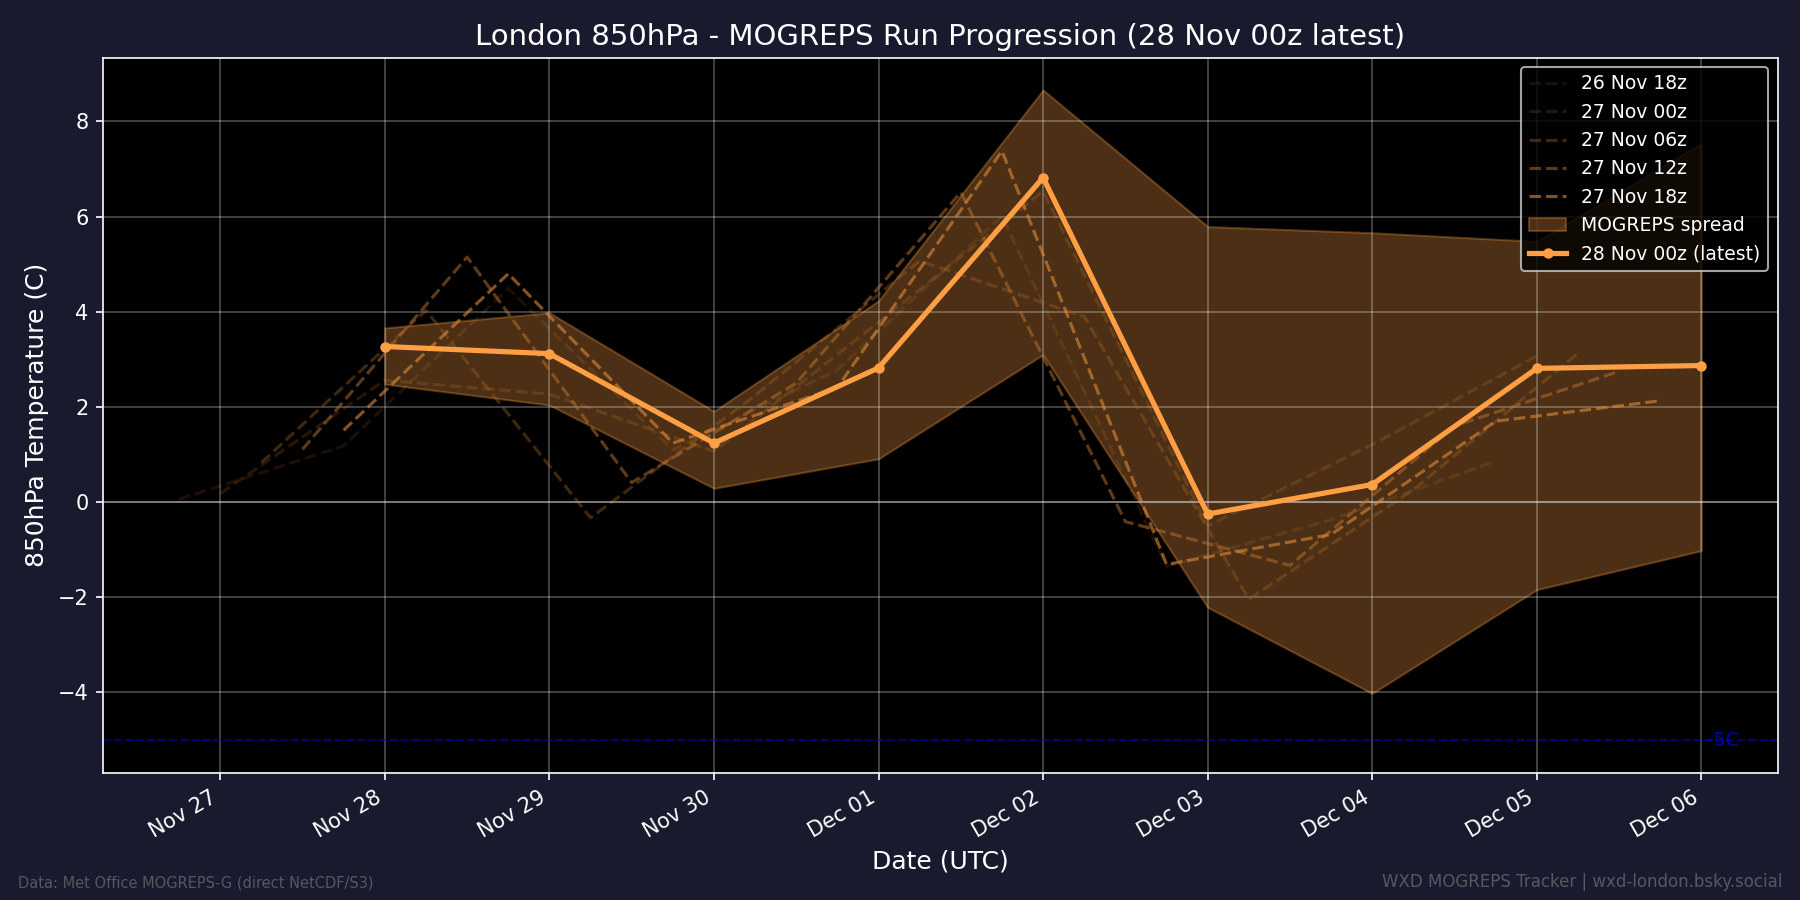 London 850hPa - MOGREPS Run Progression (28 Nov 00z latest)
26 Nov 18z
27 Nov 00z
27 Nov 06z
27 Nov 12z
27 Nov 18z
MOGREPS spread
28 Nov 00z (latest)
850hPa Temperature (C)
8
6
4
2
0
−2
−4
-5C
Nov 27
Nov 28
Nov 29
Nov 30
Dec 01
Dec 02
Dec 03
Dec 04
Dec 05
Dec 06
Date (UTC)
Data: Met Office MOGREPS-G (direct NetCDF/S3)
WXD MOGREPS Tracker | wxd-london.bsky.social